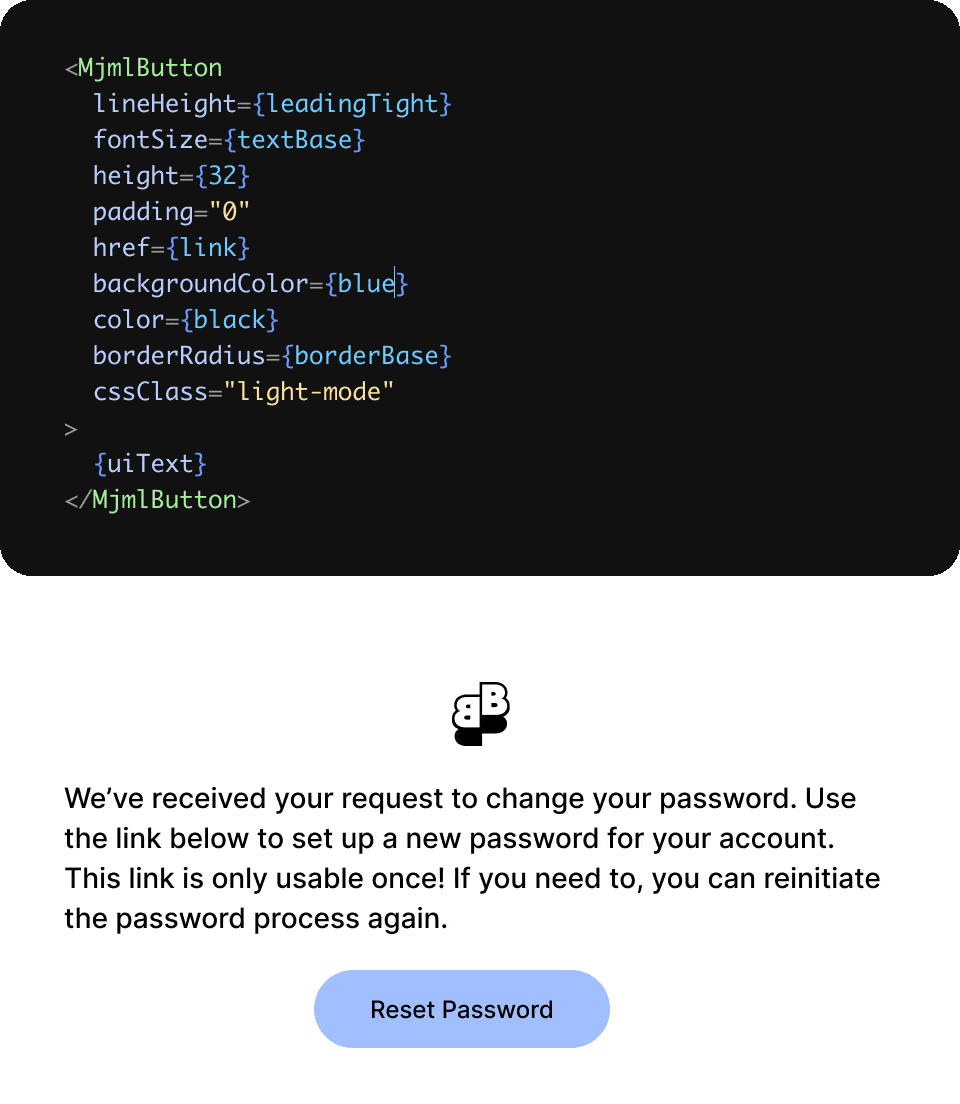 <MjmlButton
  lineHeight={leadingTight}
  fontSize={textBase}
  height={32}
  padding="0"
  href={link}
  backgroundColor={blue}
  color={black}
  borderRadius={borderBase}
  cssClass="light-mode"
>
  {uiText}
</MjmlButton>
BB
We’ve received your request to change your password. Use
the link below to set up a new password for your account.
This link is only usable once! If you need to, you can reinitiate
the password process again.
Reset Password